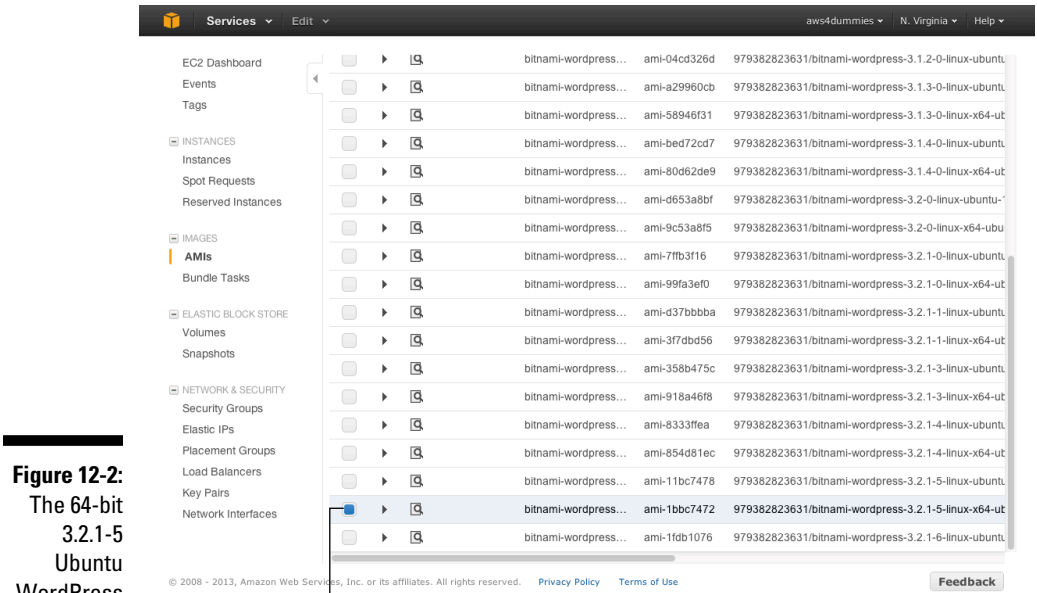 Services Edit aws4dummies N. Virginia Help
EC2 Dashboard
Events
Tags
INSTANCES
Instances
Spot Requests
Reserved Instances
IMAGES
AMIs
Bundle Tasks
ELASTIC BLOCK STORE
Volumes
Snapshots
NETWORK & SECURITY
Security Groups
Elastic IPs
Placement Groups
Load Balancers
Key Pairs
Network Interfaces
bitnami-wordpress... ami-04cd326d 979382823631/bitnami-wordpress-3.1.2-0-linux-ubuntu
bitnami-wordpress... ami-a29960cb 979382823631/bitnami-wordpress-3.1.3-0-linux-ubuntu
bitnami-wordpress... ami-58946f31 979382823631/bitnami-wordpress-3.1.3-0-linux-x64-ub
bitnami-wordpress... ami-bed72cd7 979382823631/bitnami-wordpress-3.1.4-0-linux-ubuntu
bitnami-wordpress... ami-80d62de9 979382823631/bitnami-wordpress-3.1.4-0-linux-x64-ub
bitnami-wordpress... ami-d653a8bf 979382823631/bitnami-wordpress-3.2-0-linux-ubuntu-1
bitnami-wordpress... ami-9c53a8f5 979382823631/bitnami-wordpress-3.2-0-linux-x64-ubu
bitnami-wordpress... ami-7ffb3f16 979382823631/bitnami-wordpress-3.2.1-0-linux-ubuntu
bitnami-wordpress... ami-99fa3ef0 979382823631/bitnami-wordpress-3.2.1-0-linux-x64-ub
bitnami-wordpress... ami-d37bbbba 979382823631/bitnami-wordpress-3.2.1-1-linux-ubuntu
bitnami-wordpress... ami-3f7dbd56 979382823631/bitnami-wordpress-3.2.1-1-linux-x64-ub
bitnami-wordpress... ami-358b475c 979382823631/bitnami-wordpress-3.2.1-3-linux-ubuntu
bitnami-wordpress... ami-918a46f8 979382823631/bitnami-wordpress-3.2.1-3-linux-x64-ub
bitnami-wordpress... ami-8333ffea 979382823631/bitnami-wordpress-3.2.1-4-linux-ubuntu
bitnami-wordpress... ami-854d81ec 979382823631/bitnami-wordpress-3.2.1-4-linux-x64-ub
bitnami-wordpress... ami-11bc7478 979382823631/bitnami-wordpress-3.2.1-5-linux-ubuntu
bitnami-wordpress... ami-1bbc7472 979382823631/bitnami-wordpress-3.2.1-5-linux-x64-ub
bitnami-wordpress... ami-1fdb1076 979382823631/bitnami-wordpress-3.2.1-6-linux-ubuntu
© 2008 - 2013, Amazon Web Services, Inc. or its affiliates. All rights reserved. Privacy Policy Terms of Use Feedback
Figure 12-2:
The 64-bit
3.2.1-5
Ubuntu
WordPress